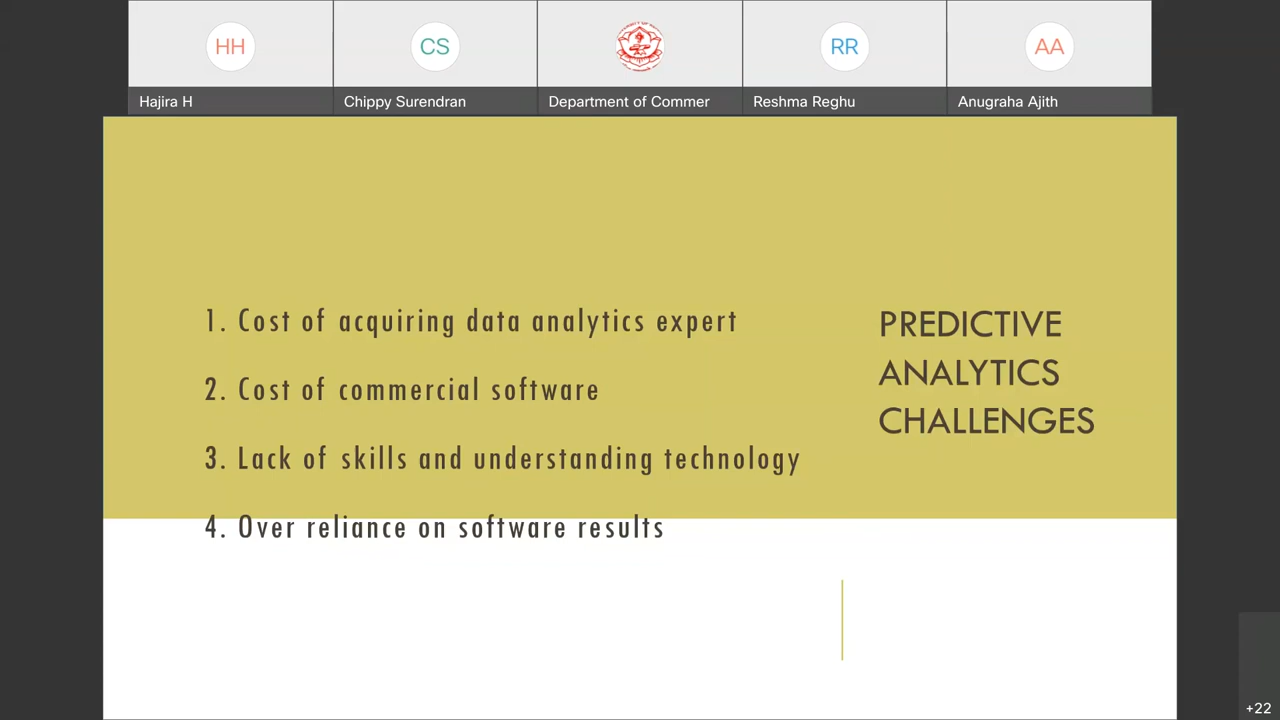 HH
CS
RR
AA
Hajira H
Chippy Surendran
Department of Commer
Reshma Reghu
Anugraha Ajith
1. Cost of acquiring data analytics expert
2. Cost of commercial software
3. Lack of skills and understanding technology
4. Over reliance on software results
PREDICTIVE
ANALYTICS
CHALLENGES
+22